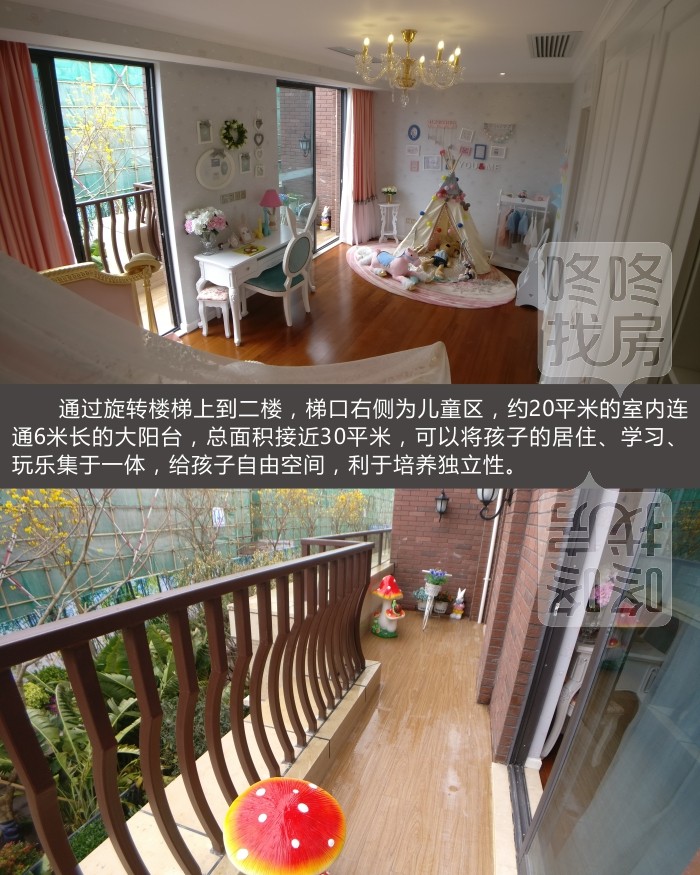 咚咚
找房
通过旋转楼梯上到二楼，梯口右侧为儿童区，约20平米的室内连
通6米长的大阳台，总面积接近30平米，可以将孩子的居住、学习、
玩乐集于一体，给孩子自由空间，利于培养独立性。
咚咚
找房